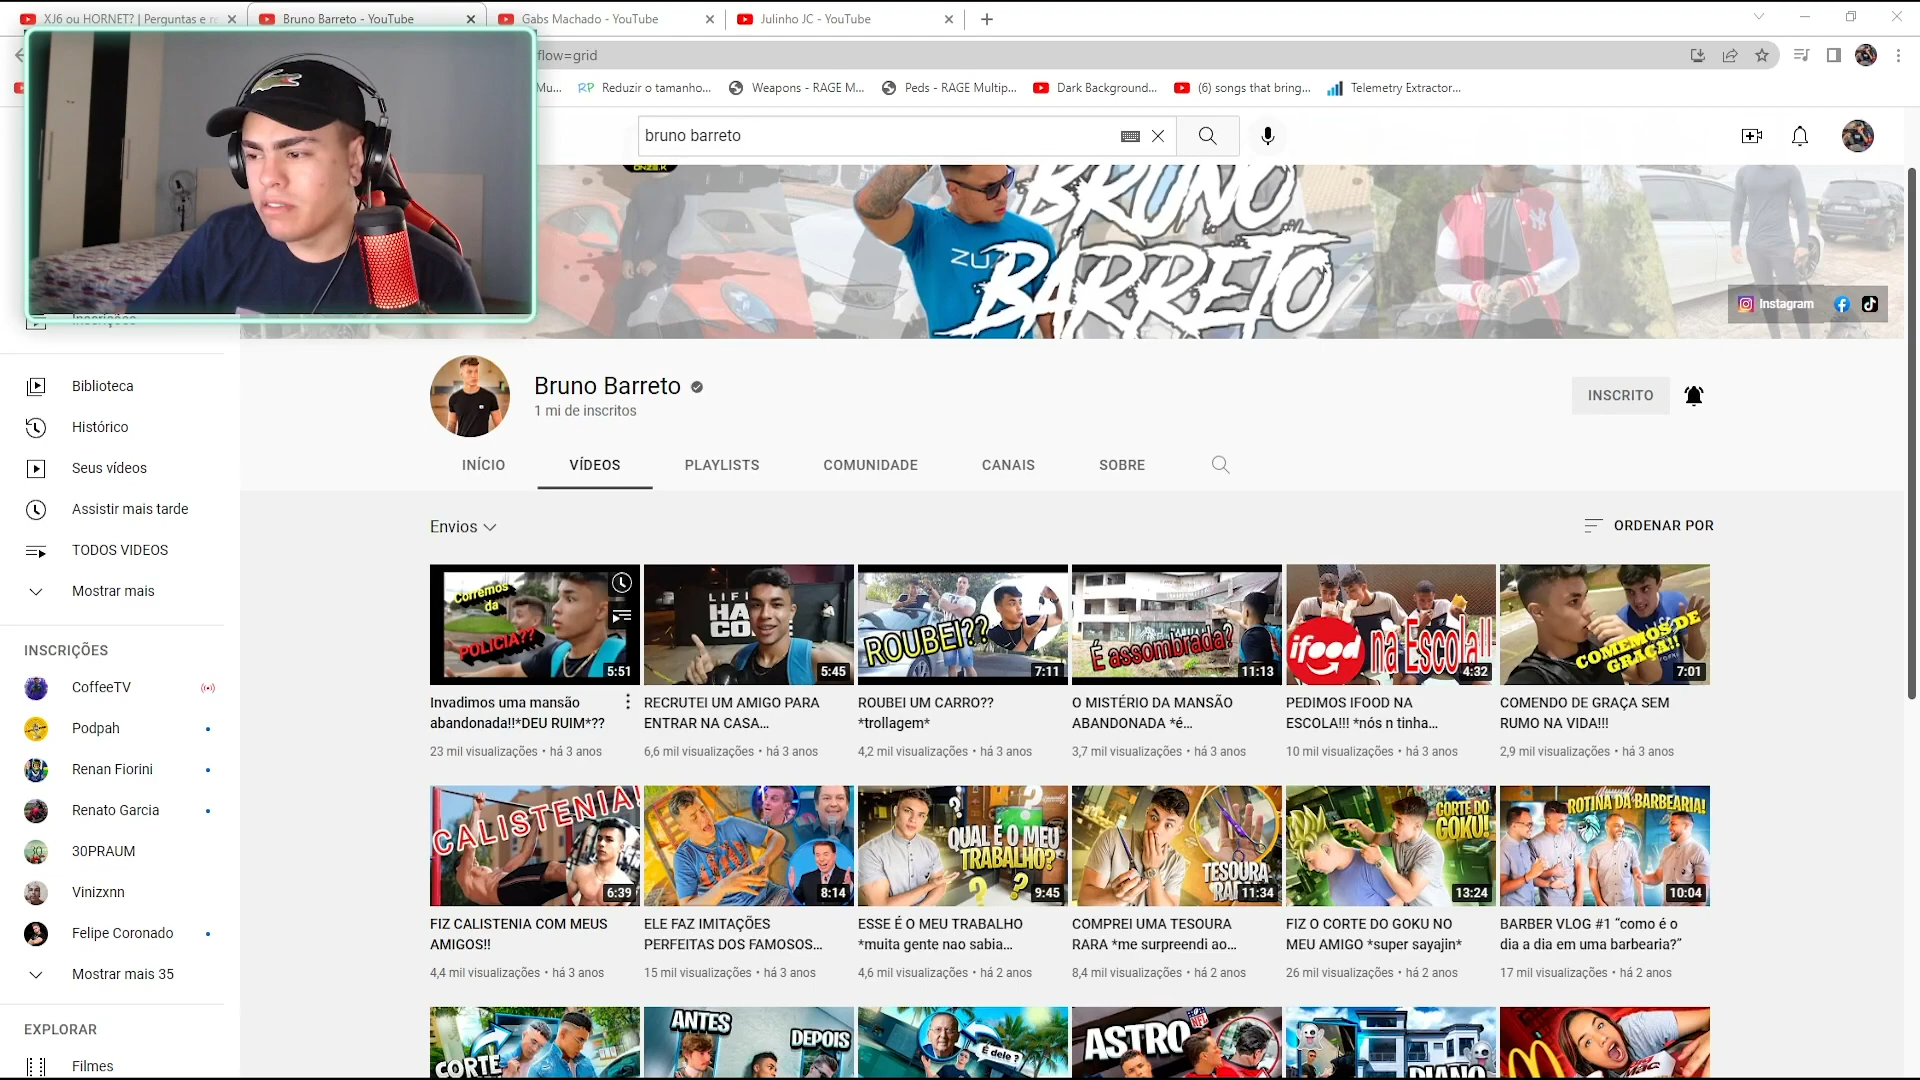 XJ6 ou HORNET? | Perguntas e re
Bruno Barreto - YouTube
Gabs Machado - YouTube
Julinho JC - YouTube
flow=grid
Mu...
RP Reduzir o tamanho...
Weapons - RAGE M...
Peds - RAGE Multip...
Dark Background...
(6) songs that bring...
Telemetry Extractor...
bruno barreto
BRUNO
BARRETO
Instagram
Inscrições
Biblioteca
Histórico
Seus vídeos
Assistir mais tarde
TODOS VIDEOS
Mostrar mais
INSCRIÇÕES
CoffeeTV
Podpah
Renan Fiorini
Renato Garcia
30PRAUM
Vinizxnn
Felipe Coronado
Mostrar mais 35
EXPLORAR
Filmes
Bruno Barreto
1 mi de inscritos
INSCRITO
INÍCIO
VÍDEOS
PLAYLISTS
COMUNIDADE
CANAIS
SOBRE
Envios
ORDENAR POR
Corremos
da
POLICIA??
5:51
Invadimos uma mansão
abandonada!!*DEU RUIM*??
23 mil visualizações • há 3 anos
5:45
RECRUTEI UM AMIGO PARA
ENTRAR NA CASA...
6,6 mil visualizações • há 3 anos
ROUBEI??
7:11
ROUBEI UM CARRO??
*trollagem*
4,2 mil visualizações • há 3 anos
É assombrada?
11:13
O MISTÉRIO DA MANSÃO
ABANDONADA *é...
3,7 mil visualizações • há 3 anos
ifood
na Escola!!
4:32
PEDIMOS IFOOD NA
ESCOLA!!! *nós n tinha...
10 mil visualizações • há 3 anos
COMEMOS DE
GRAÇA!!
7:01
COMENDO DE GRAÇA SEM
RUMO NA VIDA!!!
2,9 mil visualizações • há 3 anos
CALISTENIA!
6:39
FIZ CALISTENIA COM MEUS
AMIGOS!!
4,4 mil visualizações • há 3 anos
8:14
ELE FAZ IMITAÇÕES
PERFEITAS DOS FAMOSOS...
15 mil visualizações • há 3 anos
QUAL É O MEU
TRABALHO?
9:45
ESSE É O MEU TRABALHO
*muita gente nao sabia...
4,6 mil visualizações • há 2 anos
TESOURA
11:34
COMPREI UMA TESOURA
RARA *me surpreendi ao...
8,4 mil visualizações • há 2 anos
CORTE DO
GOKU!
13:24
FIZ O CORTE DO GOKU NO
MEU AMIGO *super sayajin*
26 mil visualizações • há 2 anos
ROTINA DA BARBEARIA!
10:04
BARBER VLOG #1 “como é o
dia a dia em uma barbearia?”
17 mil visualizações • há 2 anos
CORTE
ANTES
DEPOIS
É dele ?
ASTRO
NFL